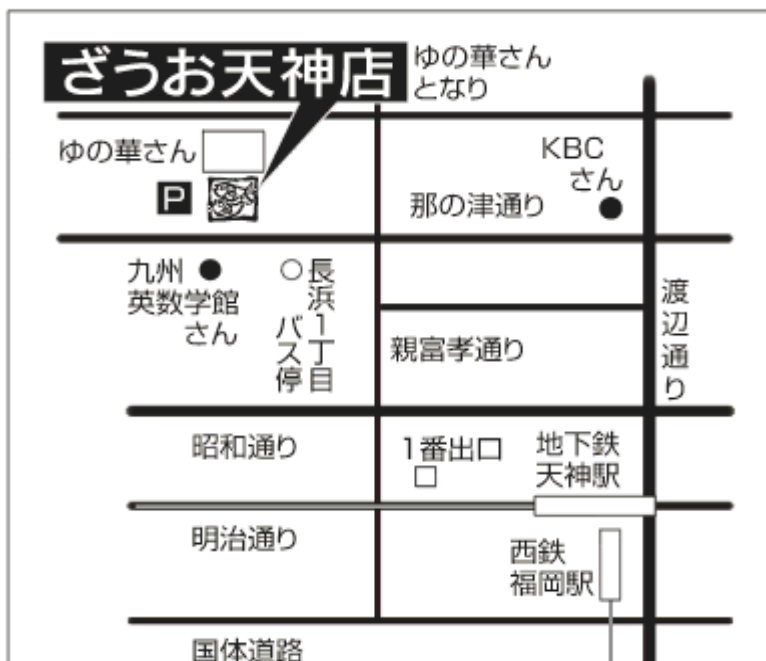 ざうお天神店
ゆの華さん
となり
ゆの華さん
KBC
さん
P
那の津通り
九州
英数学館
さん
長浜1丁目
バス停
渡辺通り
親富孝通り
昭和通り
1番出口
地下鉄
天神駅
明治通り
西鉄
福岡駅
国体道路